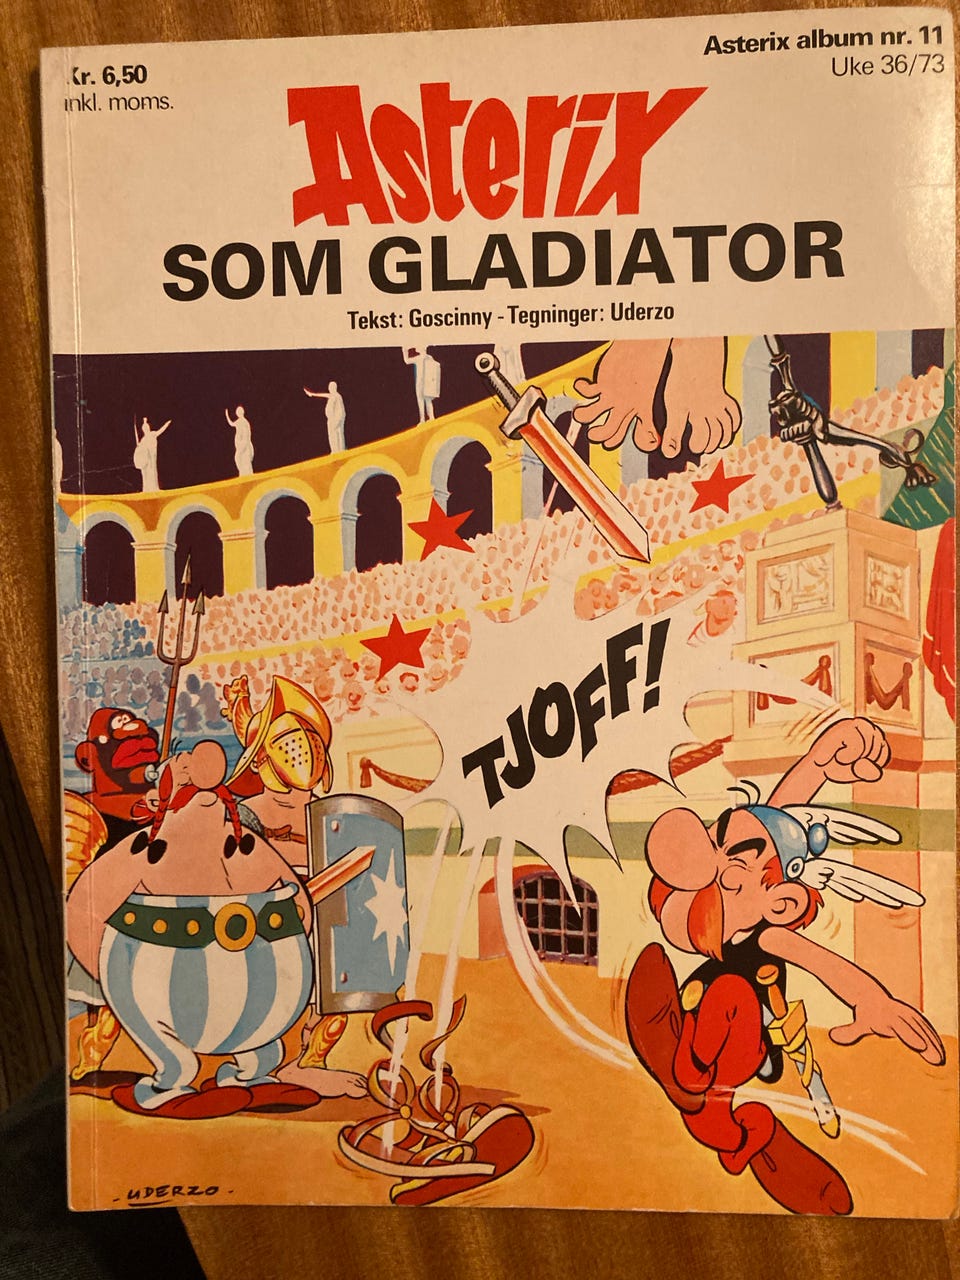 Kr. 6,50
inkl. moms.
Asterix album nr. 11
Uke 36/73
Asterix
SOM GLADIATOR
Tekst: Goscinny - Tegninger: Uderzo
TJOFF!
- UDERZO -